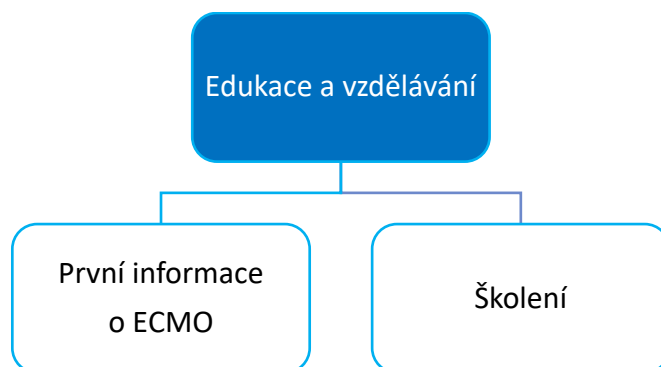 Edukace a vzdělávání
První informace
o ECMO
Školení